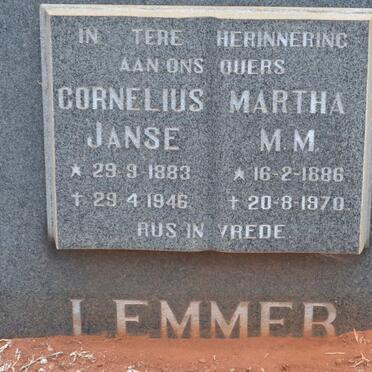 IN TERE HERINNERING
AAN ONS OUERS
CORNELIUS MARTHA
JANSE M.M.
* 29-9-1883 * 16-2-1886
† 29-4-1946 † 20-8-1970
RUS IN VREDE
LEMMER